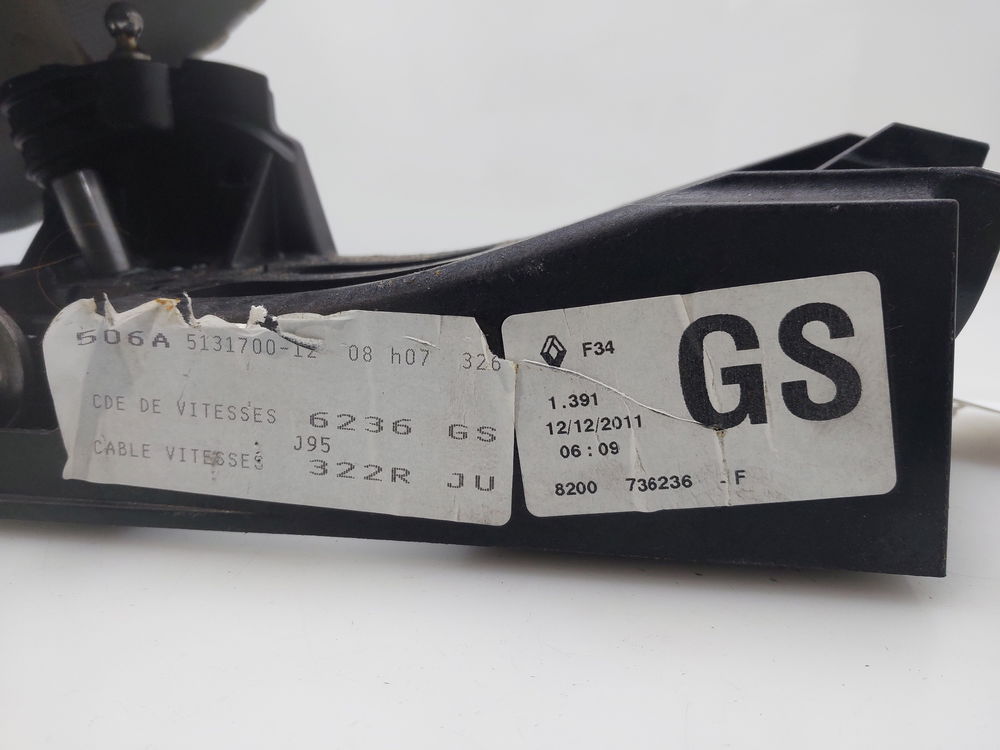 506A 5131700-12 08 h07 326
CDE DE VITESSES 6236 GS
J95
CABLE VITESSES 322R JU
F34
GS
1.391
12/12/2011
06:09
8200 736236 - F